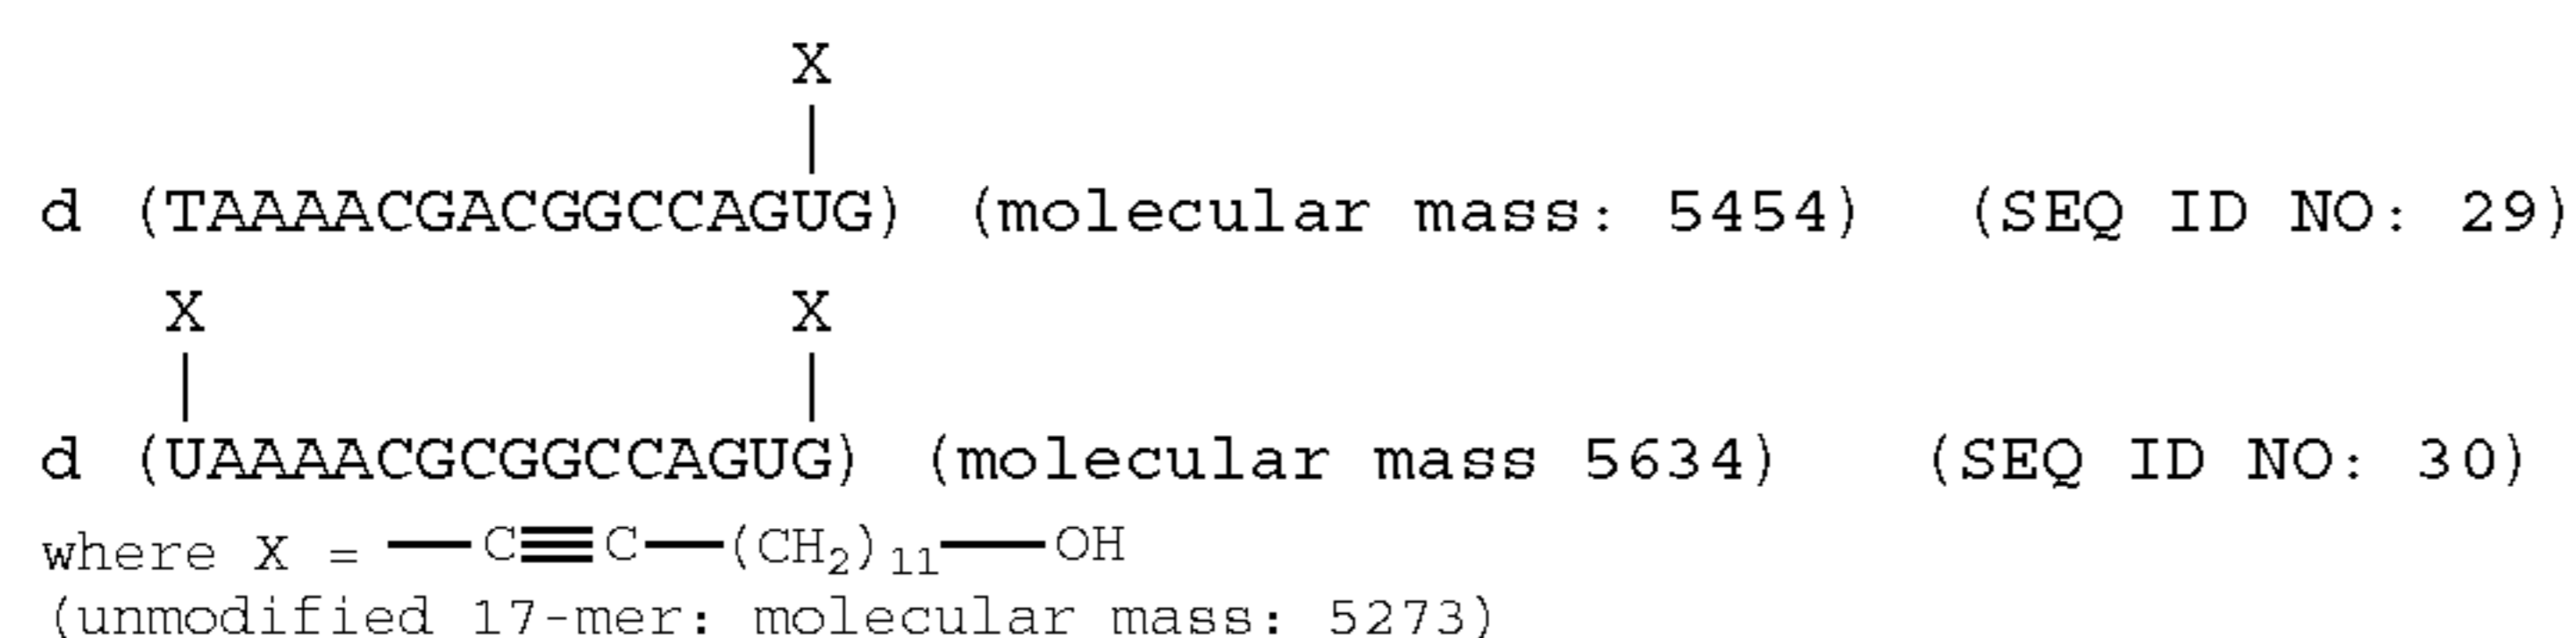 X
|
d (TAAAACGACGGCCAGUG) (molecular mass: 5454) (SEQ ID NO: 29)
X X
| |
d (UAAAACGCGGCCAGUG) (molecular mass 5634) (SEQ ID NO: 30)
where X = —C≡C—(CH₂)₁₁—OH
(unmodified 17-mer: molecular mass: 5273)